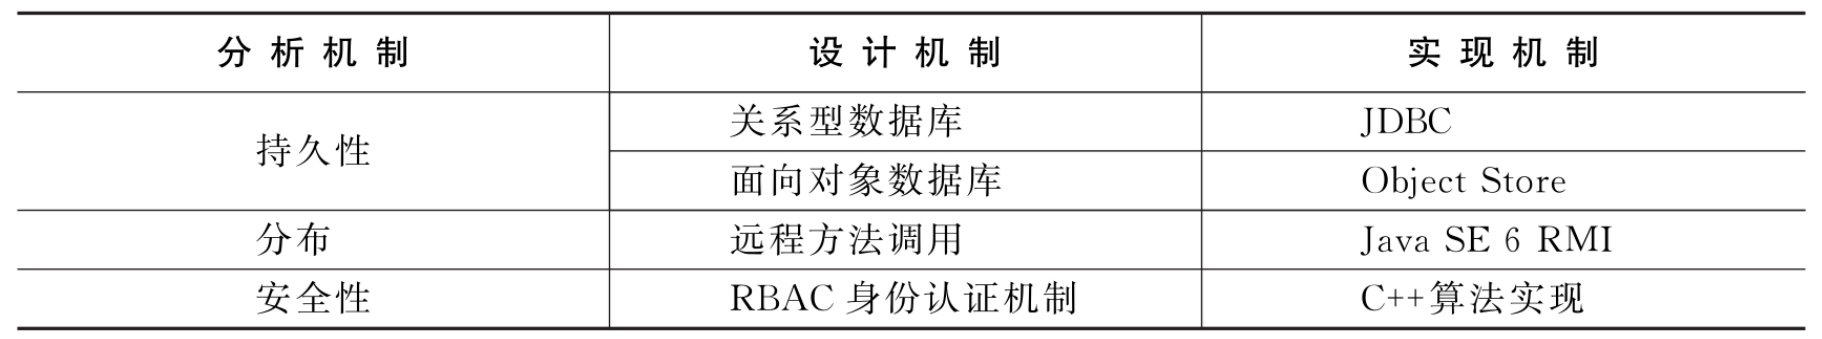 分析机制 设计机制 实现机制
持久性 关系型数据库 JDBC
面向对象数据库 Object Store
分布 远程方法调用 Java SE 6 RMI
安全性 RBAC 身份认证机制 C++算法实现